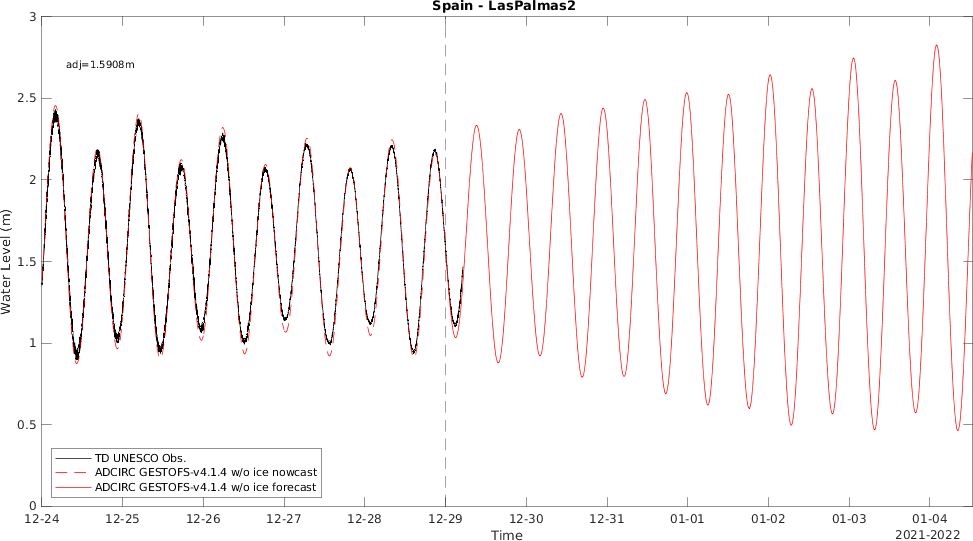 Spain - LasPalmas2
3
2.5
2
1.5
1
0.5
0
Water Level (m)
adj=1.5908m
TD UNESCO Obs.
ADCIRC GESTOFS-v4.1.4 w/o ice nowcast
ADCIRC GESTOFS-v4.1.4 w/o ice forecast
12-24 12-25 12-26 12-27 12-28 12-29 12-30 12-31 01-01 01-02 01-03 01-04
Time
2021-2022